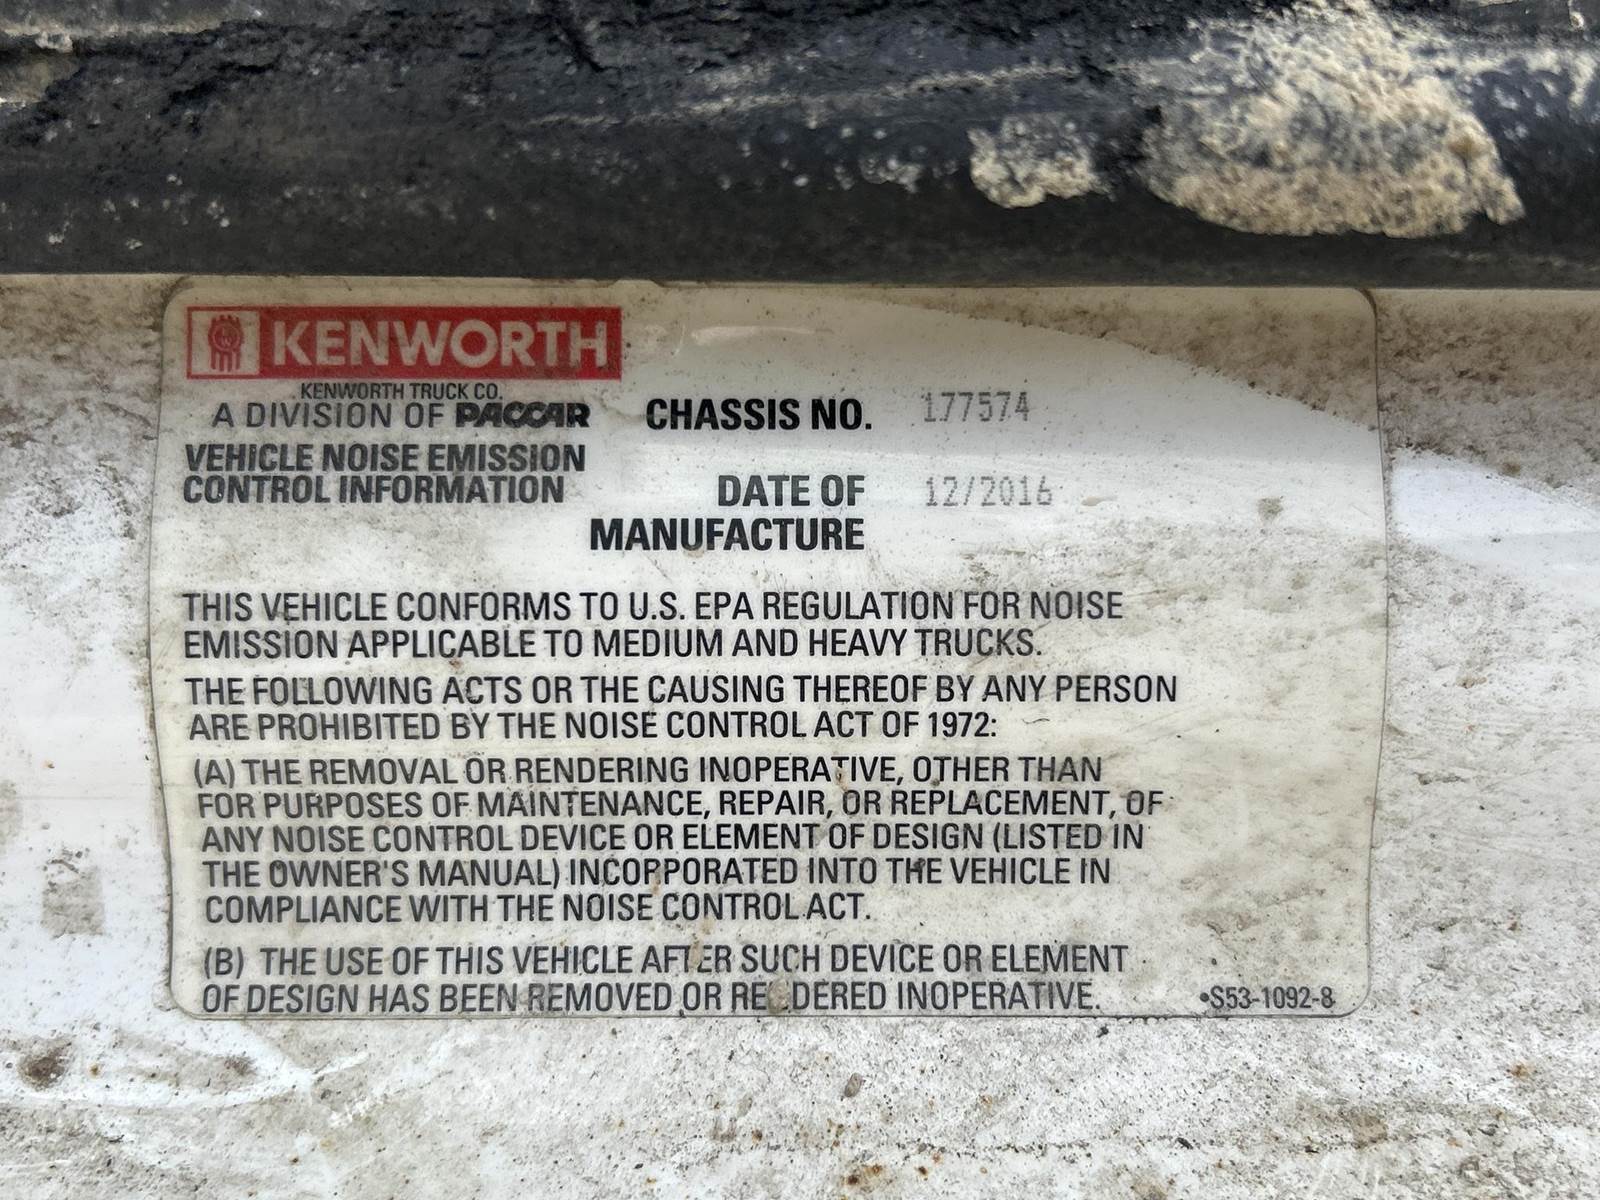 KENWORTH
KENWORTH TRUCK CO.
A DIVISION OF PACCAR
VEHICLE NOISE EMISSION
CONTROL INFORMATION
CHASSIS NO. 177574
DATE OF 12/2016
MANUFACTURE
THIS VEHICLE CONFORMS TO U.S. EPA REGULATION FOR NOISE
EMISSION APPLICABLE TO MEDIUM AND HEAVY TRUCKS.
THE FOLLOWING ACTS OR THE CAUSING THEREOF BY ANY PERSON
ARE PROHIBITED BY THE NOISE CONTROL ACT OF 1972:
(A) THE REMOVAL OR RENDERING INOPERATIVE, OTHER THAN
FOR PURPOSES OF MAINTENANCE, REPAIR, OR REPLACEMENT, OF
ANY NOISE CONTROL DEVICE OR ELEMENT OF DESIGN (LISTED IN
THE OWNER'S MANUAL) INCORPORATED INTO THE VEHICLE IN
COMPLIANCE WITH THE NOISE CONTROL ACT.
(B) THE USE OF THIS VEHICLE AFTER SUCH DEVICE OR ELEMENT
OF DESIGN HAS BEEN REMOVED OR RENDERED INOPERATIVE.
•S53-1092-8